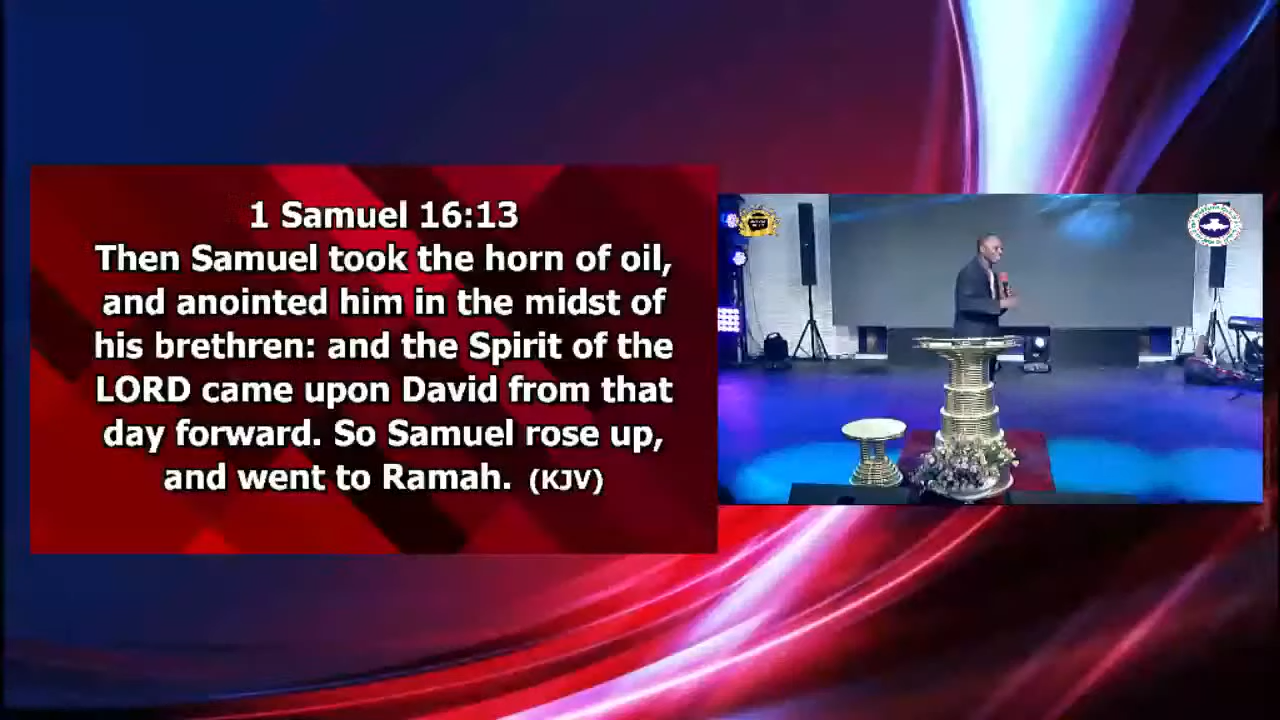 1 Samuel 16:13
Then Samuel took the horn of oil,
and anointed him in the midst of
his brethren: and the Spirit of the
LORD came upon David from that
day forward. So Samuel rose up,
and went to Ramah. (KJV)